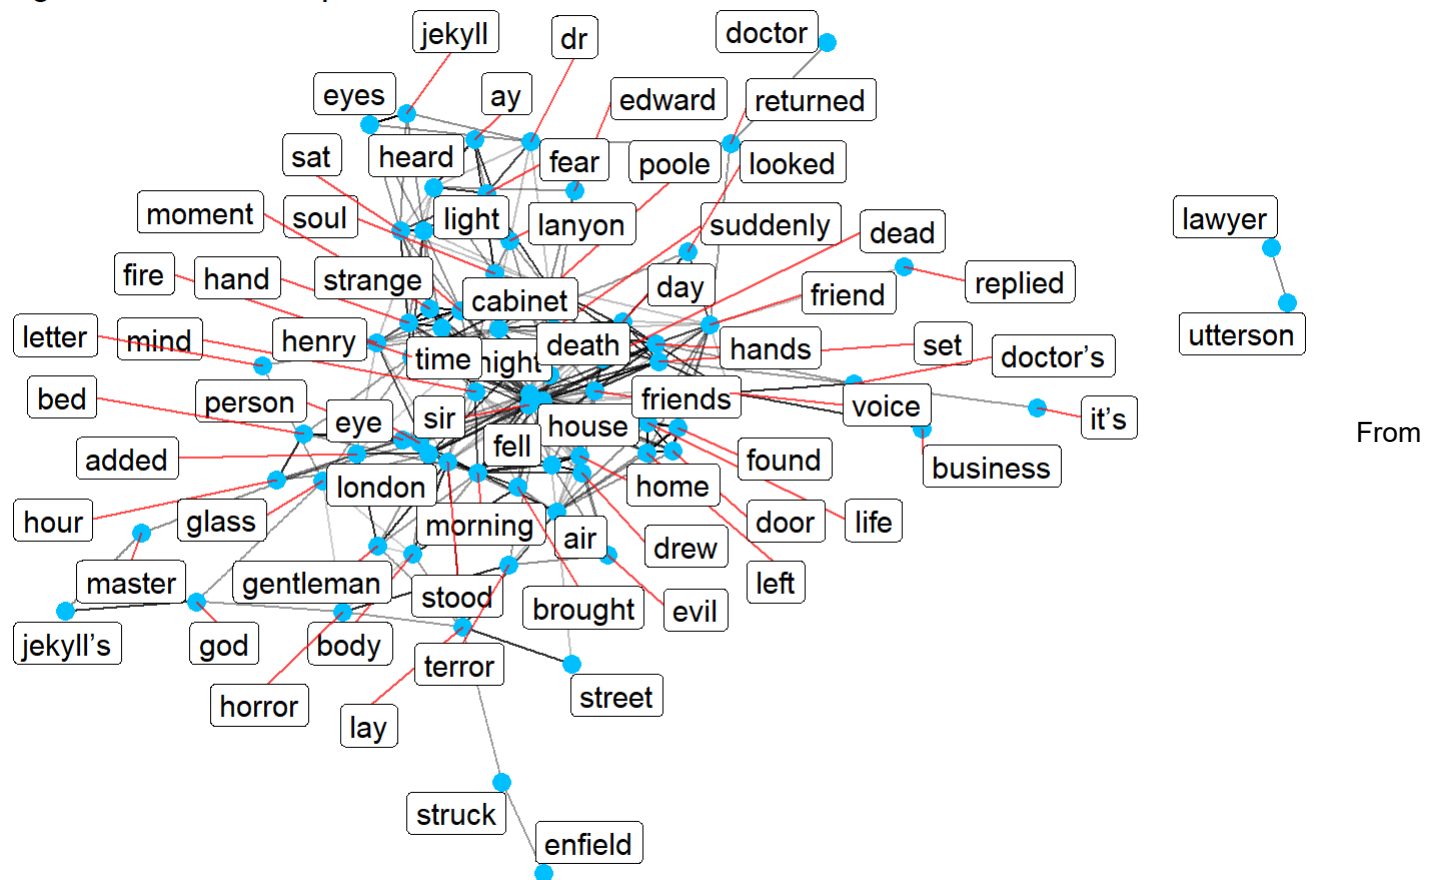 jekyll
dr
doctor
eyes
ay
edward
returned
sat
heard
fear
poole
looked
moment
soul
light
lanyon
suddenly
dead
lawyer
fire
hand
strange
cabinet
day
friend
replied
letter
mind
henry
time
night
death
hands
set
doctor's
utterson
bed
person
eye
sir
house
friends
voice
it's
From
added
london
fell
home
found
business
hour
glass
morning
air
drew
door
life
master
gentleman
stood
brought
evil
left
jekyll's
god
body
terror
street
horror
lay
struck
enfield